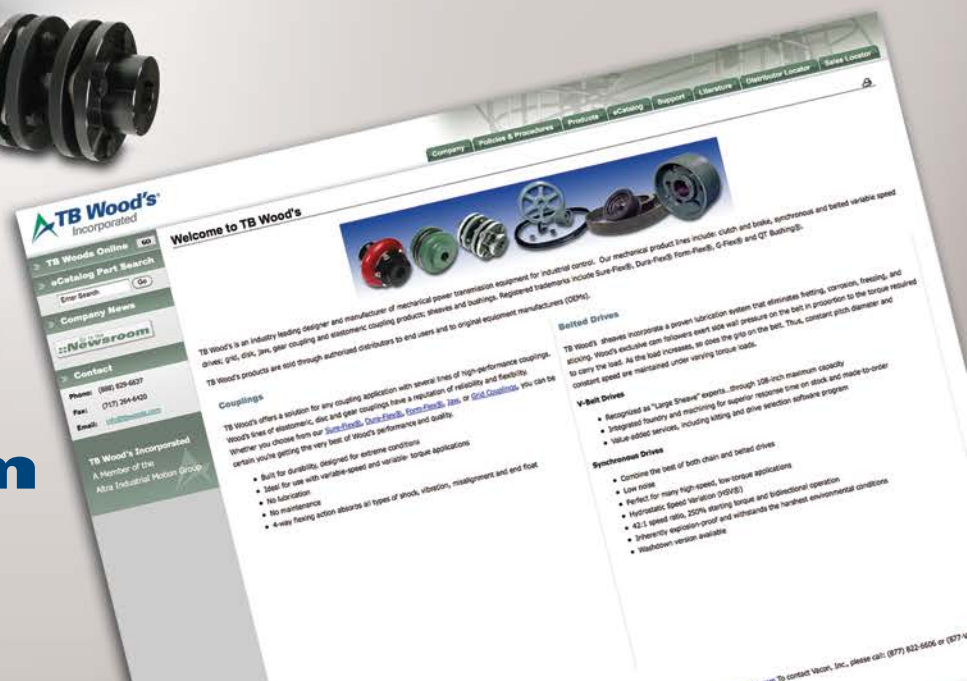 Company Policies & Procedures Products eCatalog Support Literature Distributor Locator Sales Locator
TB Wood's
Incorporated
TB Woods Online GO
eCatalog Part Search
Enter Search Go
Company News
Go To The
::Newsroom
Contact
Phone: (888) 829-6637
Fax: (717) 264-6420
Email:
TB Wood's Incorporated
A Member of the
Altra Industrial Motion Group
m
Welcome to TB Wood's
TB Wood's is an industry leading designer and manufacturer of mechanical power transmission equipment for industrial control. Our mechanical product lines include: clutch and brake, synchronous and belted variable speed
drives; grid, disk, jaw, gear coupling and elastomeric coupling products; sheaves and bushings. Registered trademarks include Sure-Flex®, Dura-Flex® Form-Flex®, G-Flex® and QT Bushing®.
TB Wood's products are sold through authorized distributors to end users and to original equipment manufacturers (OEMs).
Couplings
TB Wood's offers a solution for any coupling application with several lines of high-performance couplings.
Wood's lines of elastomeric, disc and gear couplings have a reputation of reliability and flexibility.
Whether you choose from our Sure-Flex®, Dura-Flex®, Form-Flex®, Jaw, or Grid Couplings, you can be
certain you're getting the very best of Wood's performance and quality.
• Built for durability, designed for extreme conditions
• Ideal for use with variable-speed and variable- torque applications
• No lubrication
• No maintenance
• 4-way flexing action absorbs all types of shock, vibration, misalignment and end float
Belted Drives
TB Wood's sheaves incorporate a proven lubrication system that eliminates fretting, corrosion, freezing, and
sticking. Wood's exclusive cam followers exert side wall pressure on the belt in proportion to the torque required
to carry the load. As the load increases, so does the grip on the belt. Thus, constant pitch diameter and
constant speed are maintained under varying torque loads.
V-Belt Drives
• Recognized as "Large Sheave" experts...through 108-inch maximum capacity
• Integrated foundry and machining for superior response time on stock and made-to-order
• Value-added services, including kitting and drive selection software program
Synchronous Drives
• Combine the best of both chain and belted drives
• Low noise
• Perfect for many high-speed, low-torque applications
• Hydrostatic Speed Variation (HSV®)
• 42:1 speed ratio, 250% starting torque and bidirectional operation
• Inherently explosion-proof and withstands the harshest environmental conditions
• Washdown version available
To contact Vacon, Inc., please call: (877) 822-6606 or (877-V